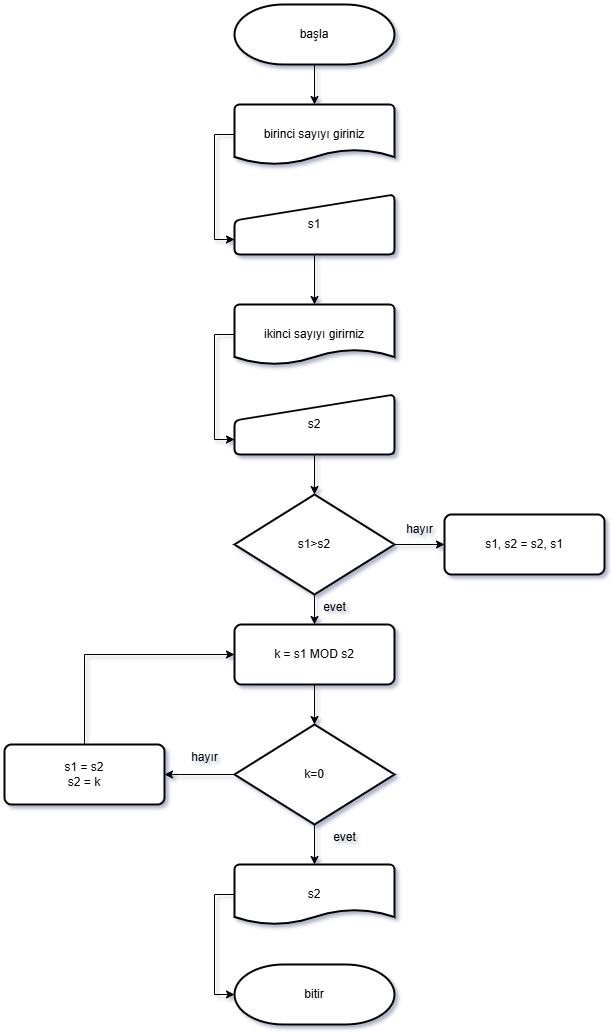 başla
birinci sayıyı giriniz
s1
ikinci sayıyı girirniz
s2
s1>s2
hayır
s1, s2 = s2, s1
evet
k = s1 MOD s2
k=0
hayır
s1 = s2
s2 = k
evet
s2
bitir